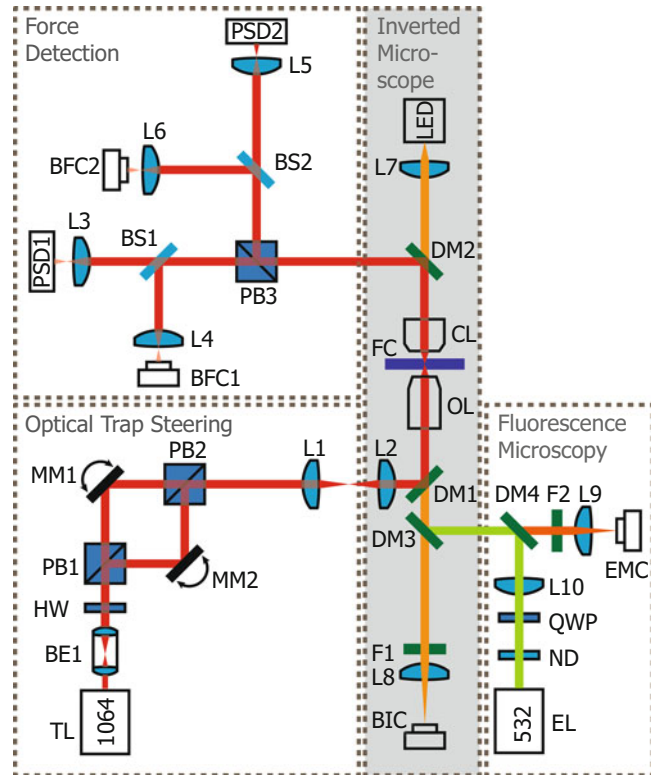 Force
Detection
PSD2
L5
L6
BFC2
BS2
L3
PSD1
BS1
PB3
L4
BFC1
Inverted
Micro-
scope
LED
L7
DM2
CL
FC
OL
Optical Trap Steering
PB2
MM1
L1
L2
DM1
PB1
MM2
HW
BE1
TL
1064
DM3
F1
L8
BIC
Fluorescence
Microscopy
DM4
F2
L9
EMC
L10
QWP
ND
532
EL